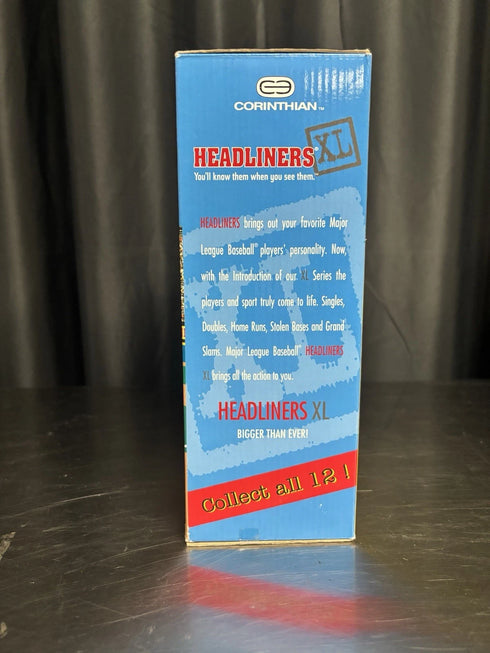 CORINTHIAN™
HEADLINERS® XL
You'll know them when you see them.™
HEADLINERS brings out your favorite Major
League Baseball® players' personality. Now,
with the Introduction of our XL Series the
players and sport truly come to life. Singles,
Doubles, Home Runs, Stolen Bases and Grand
Slams. Major League Baseball® HEADLINERS
XL brings all the action to you.
HEADLINERS XL
BIGGER THAN EVER!
Collect all 12 !